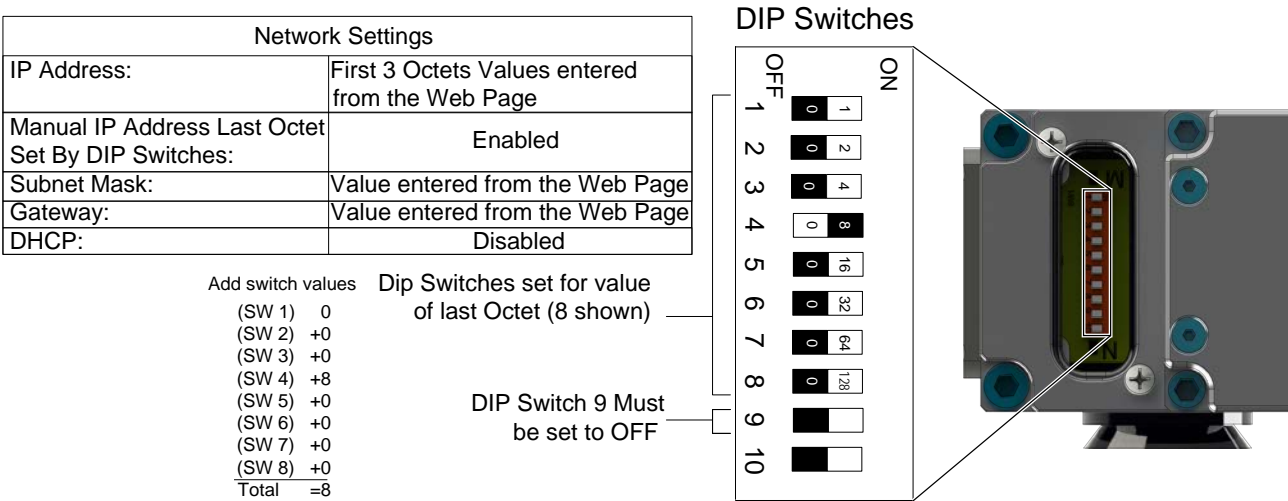 DIP Switches
Network Settings
IP Address: First 3 Octets Values entered
from the Web Page
Manual IP Address Last Octet
Set By DIP Switches: Enabled
Subnet Mask: Value entered from the Web Page
Gateway: Value entered from the Web Page
DHCP: Disabled
Add switch values
(SW 1) 0
(SW 2) +0
(SW 3) +0
(SW 4) +8
(SW 5) +0
(SW 6) +0
(SW 7) +0
(SW 8) +0
Total =8
Dip Switches set for value
of last Octet (8 shown)
DIP Switch 9 Must
be set to OFF
OFF ON
1 0 1
2 0 2
3 0 4
4 0 8
5 0 16
6 0 32
7 0 64
8 0 128
9
10
M
N